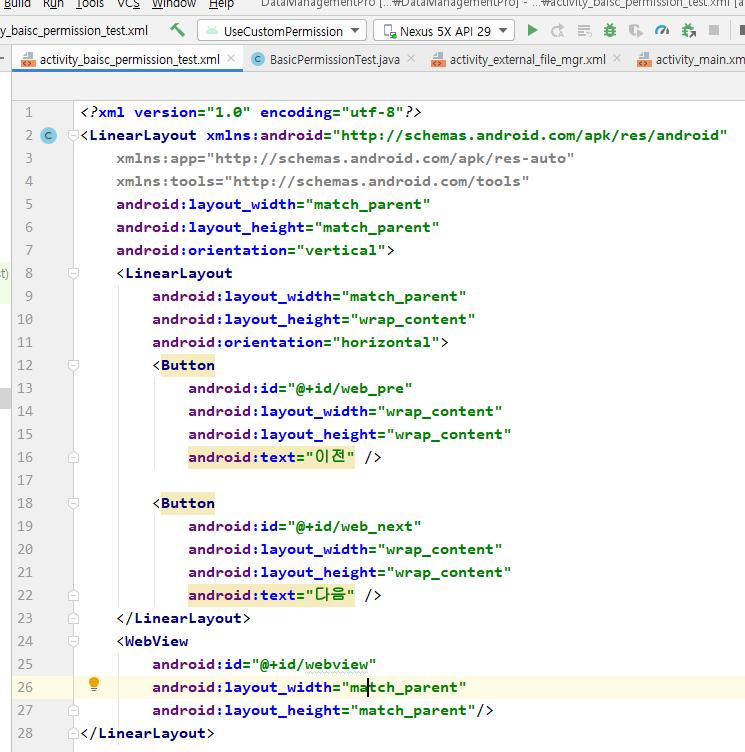 Build Run Tools VCS Window Help DataManagementPro [...₩DataManagementPro] - ...₩activity_baisc_permission_test.xml [a
y_baisc_permission_test.xml UseCustomPermission Nexus 5X API 29
activity_baisc_permission_test.xml BasicPermissionTest.java activity_external_file_mgr.xml activity_main.xm
1 <?xml version="1.0" encoding="utf-8"?>
2 C <LinearLayout xmlns:android="http://schemas.android.com/apk/res/android"
3 xmlns:app="http://schemas.android.com/apk/res-auto"
4 xmlns:tools="http://schemas.android.com/tools"
5 android:layout_width="match_parent"
6 android:layout_height="match_parent"
7 android:orientation="vertical">
st) 8 <LinearLayout
9 android:layout_width="match_parent"
10 android:layout_height="wrap_content"
11 android:orientation="horizontal">
12 <Button
13 android:id="@+id/web_pre"
14 android:layout_width="wrap_content"
15 android:layout_height="wrap_content"
16 android:text="이전" />
17
18 <Button
19 android:id="@+id/web_next"
20 android:layout_width="wrap_content"
21 android:layout_height="wrap_content"
22 android:text="다음" />
23 </LinearLayout>
24 <WebView
25 android:id="@+id/webview"
26 android:layout_width="match_parent"
27 android:layout_height="match_parent"/>
28 </LinearLayout>